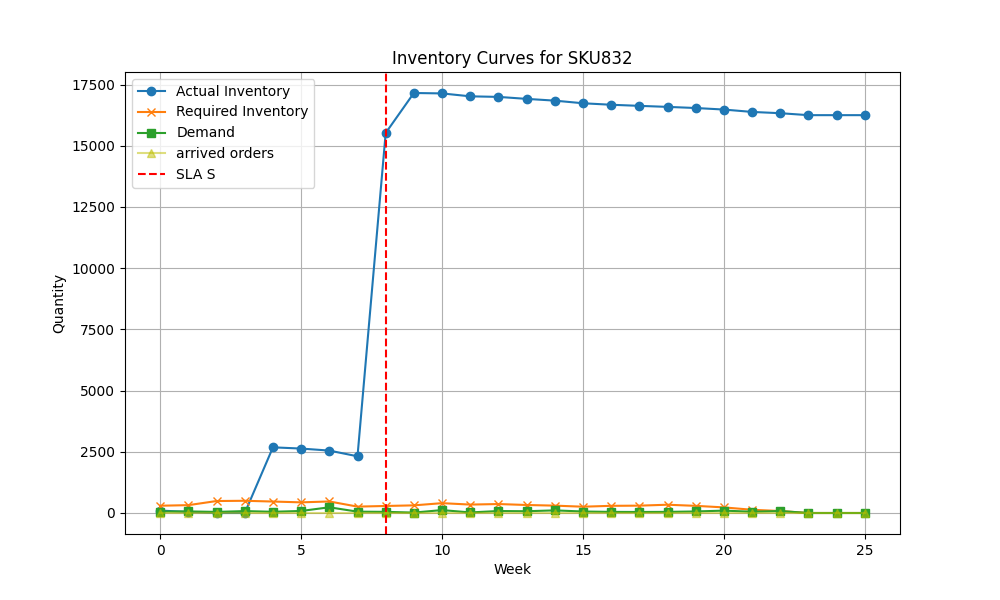 Inventory Curves for SKU832
Actual Inventory
Required Inventory
Demand
arrived orders
SLA S
Quantity
17500
15000
12500
10000
7500
5000
2500
0
0 5 10 15 20 25
Week